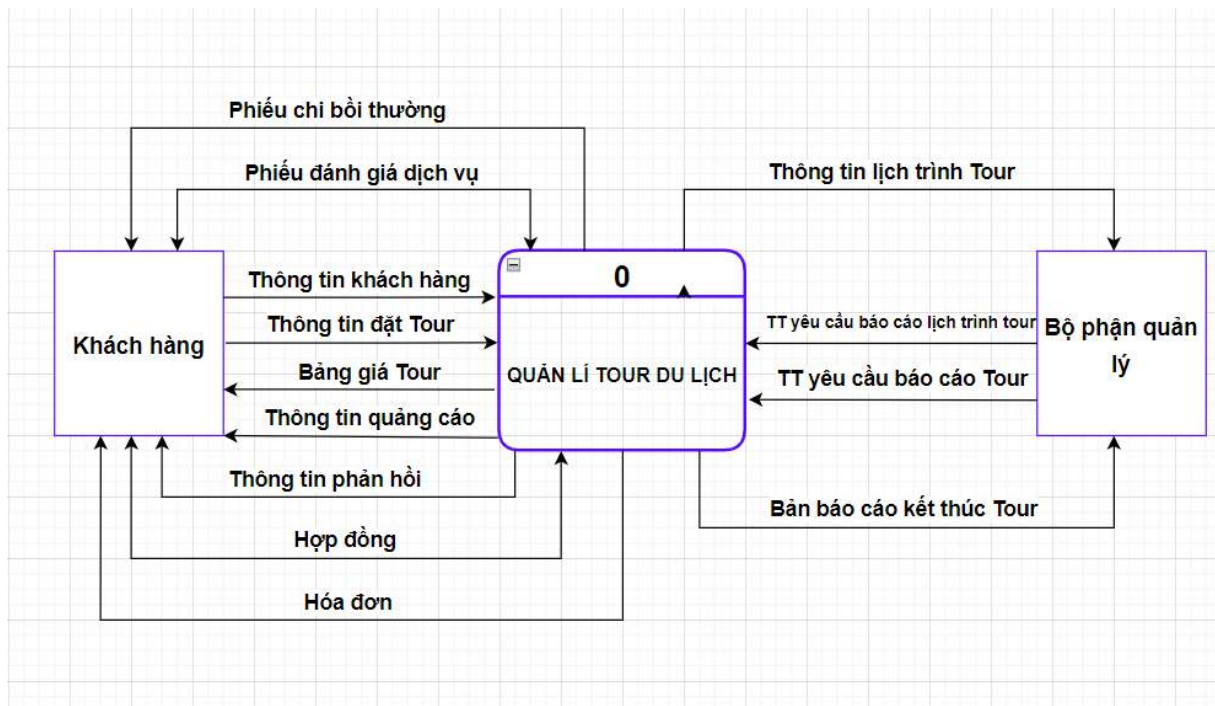 Phiếu chi bồi thường
Phiếu đánh giá dịch vụ
Thông tin lịch trình Tour
Thông tin khách hàng
0
Thông tin đặt Tour
TT yêu cầu báo cáo lịch trình tour
Khách hàng
Bộ phận quản
lý
Bảng giá Tour
QUẢN LÍ TOUR DU LỊCH
TT yêu cầu báo cáo Tour
Thông tin quảng cáo
Thông tin phản hồi
Bản báo cáo kết thúc Tour
Hợp đồng
Hóa đơn